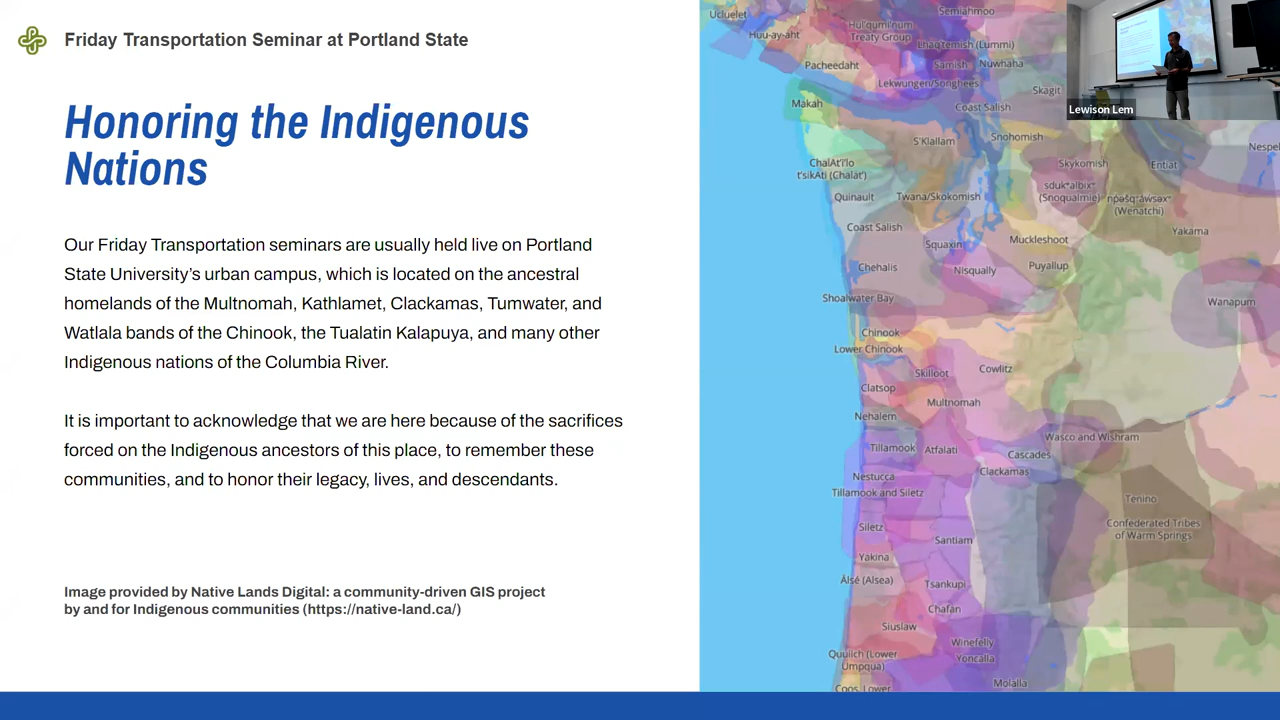 Friday Transportation Seminar at Portland State
Honoring the Indigenous
Nations
Our Friday Transportation seminars are usually held live on Portland
State University's urban campus, which is located on the ancestral
homelands of the Multnomah, Kathlamet, Clackamas, Tumwater, and
Watlala bands of the Chinook, the Tualatin Kalapuya, and many other
Indigenous nations of the Columbia River.
It is important to acknowledge that we are here because of the sacrifices
forced on the Indigenous ancestors of this place, to remember these
communities, and to honor their legacy, lives, and descendants.
Image provided by Native Lands Digital: a community-driven GIS project
by and for Indigenous communities (https://native-land.ca/)
Ucluelet
Semiahmoo
Huu-ay-aht
Hul'qumi'num
Treaty Group
Lhaq'temish (Lummi)
Pacheedaht
Samish
Nuwhaha
Lekwungen/Songhees
Skagit
Makah
Coast Salish
Lewison Lem
S'Klallam
Snohomish
Nespel
ChalAt'i'lo
t'sikAti (Chalat')
Skykomish
Entiat
Quinault
Twana/Skokomish
(Snoqualmie)
(Wenatchi)
Coast Salish
Squaxin
Muckleshoot
Yakama
Chehalis
Nisqually
Puyallup
Shoalwater Bay
Wanapum
Chinook
Lower Chinook
Skilloot
Cowlitz
Clatsop
Multnomah
Nehalem
Wasco and Wishram
Tillamook
Atfalati
Cascades
Nestucca
Clackamas
Tillamook and Siletz
Tenino
Siletz
Confederated Tribes
of Warm Springs
Santiam
Yakina
Älsé (Alsea)
Tsankupi
Chafan
Siuslaw
Winefelly
Quuiich (Lower
Umpqua)
Yoncalla
Molalla
Coos, Lower